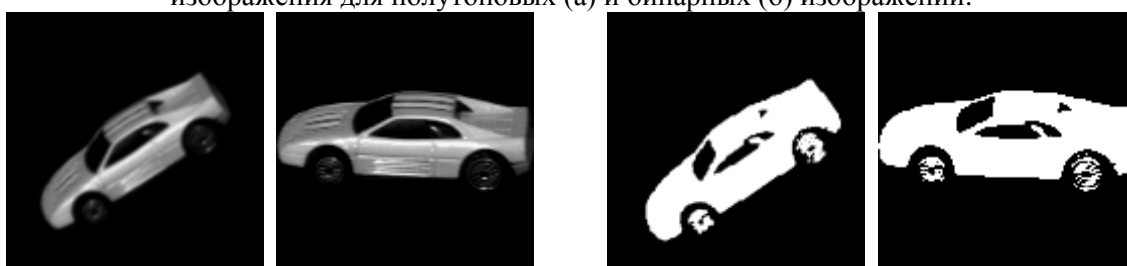 изображения для полутоновых (а) и бинарных (б) изображений.